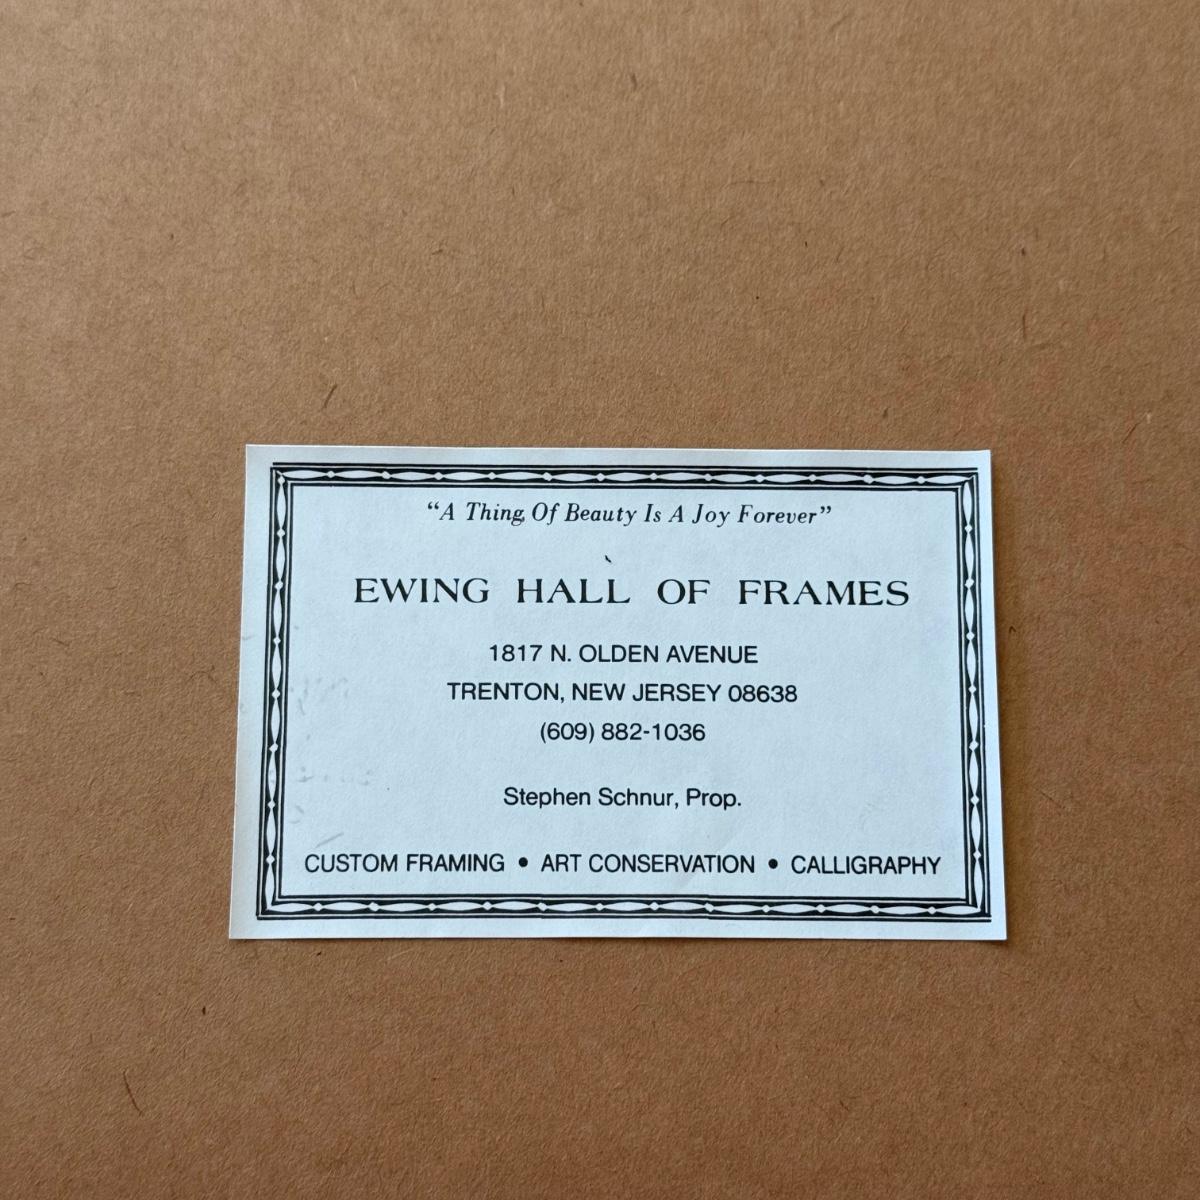 “A Thing Of Beauty Is A Joy Forever”
EWING HALL OF FRAMES
1817 N. OLDEN AVENUE
TRENTON, NEW JERSEY 08638
(609) 882-1036
Stephen Schnur, Prop.
CUSTOM FRAMING • ART CONSERVATION • CALLIGRAPHY